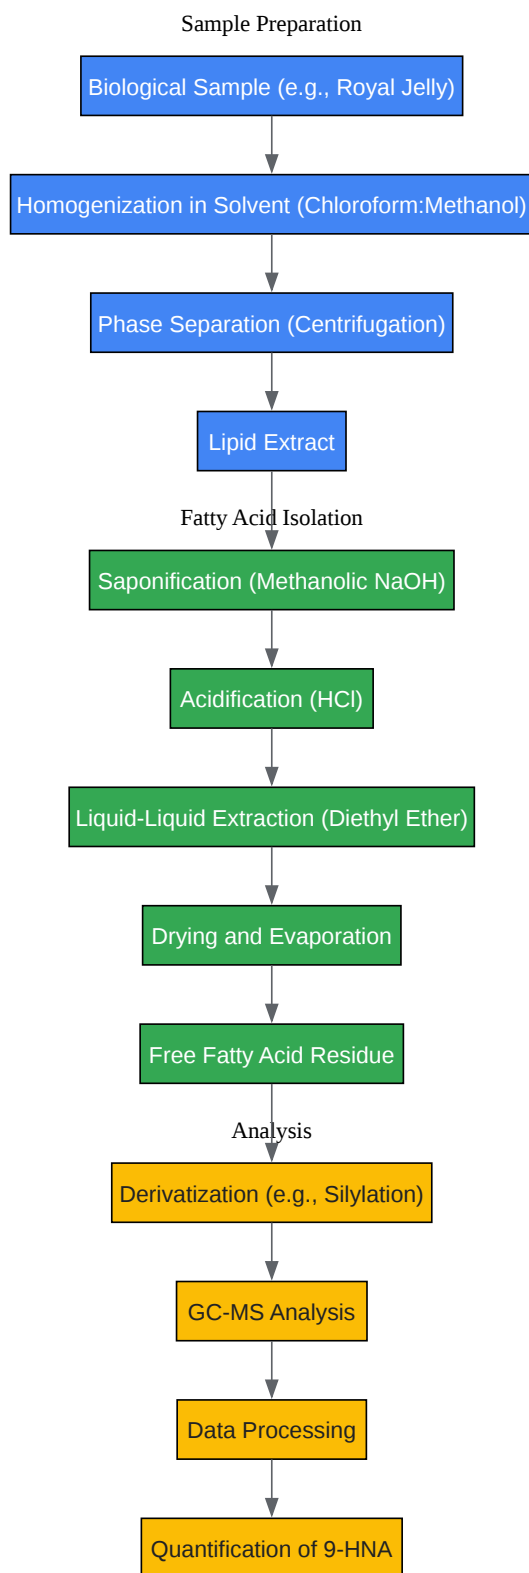 Sample Preparation
Biological Sample (e.g., Royal Jelly)
Homogenization in Solvent (Chloroform:Methanol)
Phase Separation (Centrifugation)
Lipid Extract
Fatty Acid Isolation
Saponification (Methanolic NaOH)
Acidification (HCl)
Liquid-Liquid Extraction (Diethyl Ether)
Drying and Evaporation
Free Fatty Acid Residue
Analysis
Derivatization (e.g., Silylation)
GC-MS Analysis
Data Processing
Quantification of 9-HNA